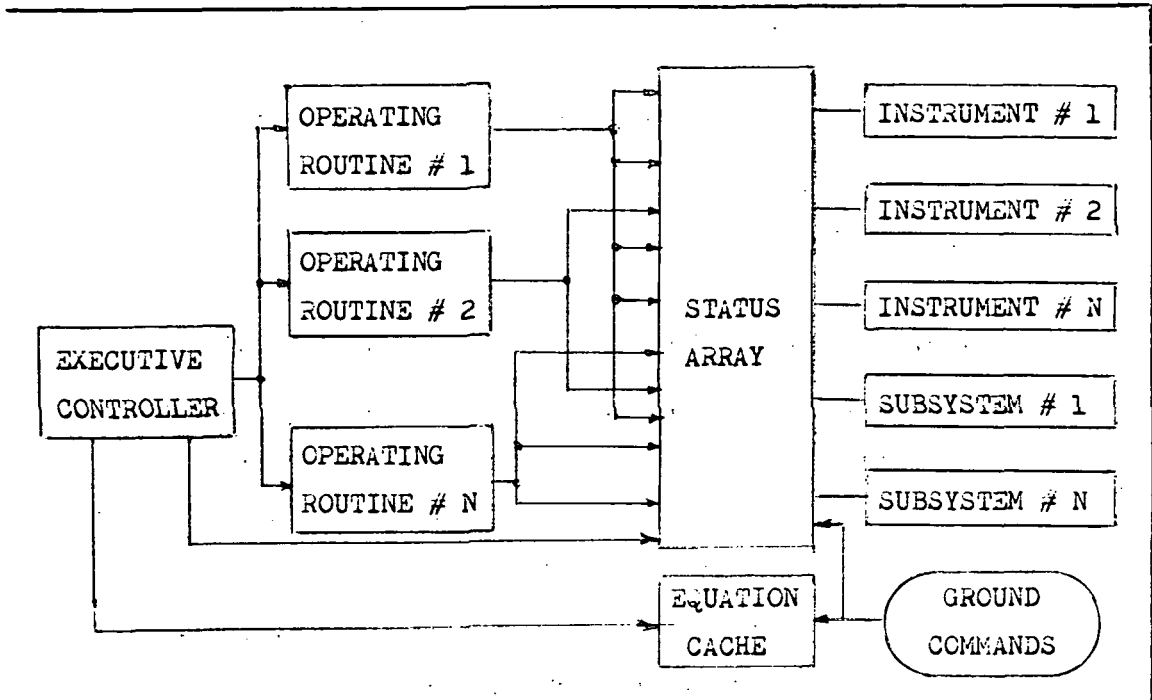 OPERATING
ROUTINE # 1
OPERATING
ROUTINE # 2
EXECUTIVE
CONTROLLER
OPERATING
ROUTINE # N
STATUS
ARRAY
INSTRUMENT # 1
INSTRUMENT # 2
INSTRUMENT # N
SUBSYSTEM # 1
SUBSYSTEM # N
EQUATION
CACHE
GROUND
COMMANDS